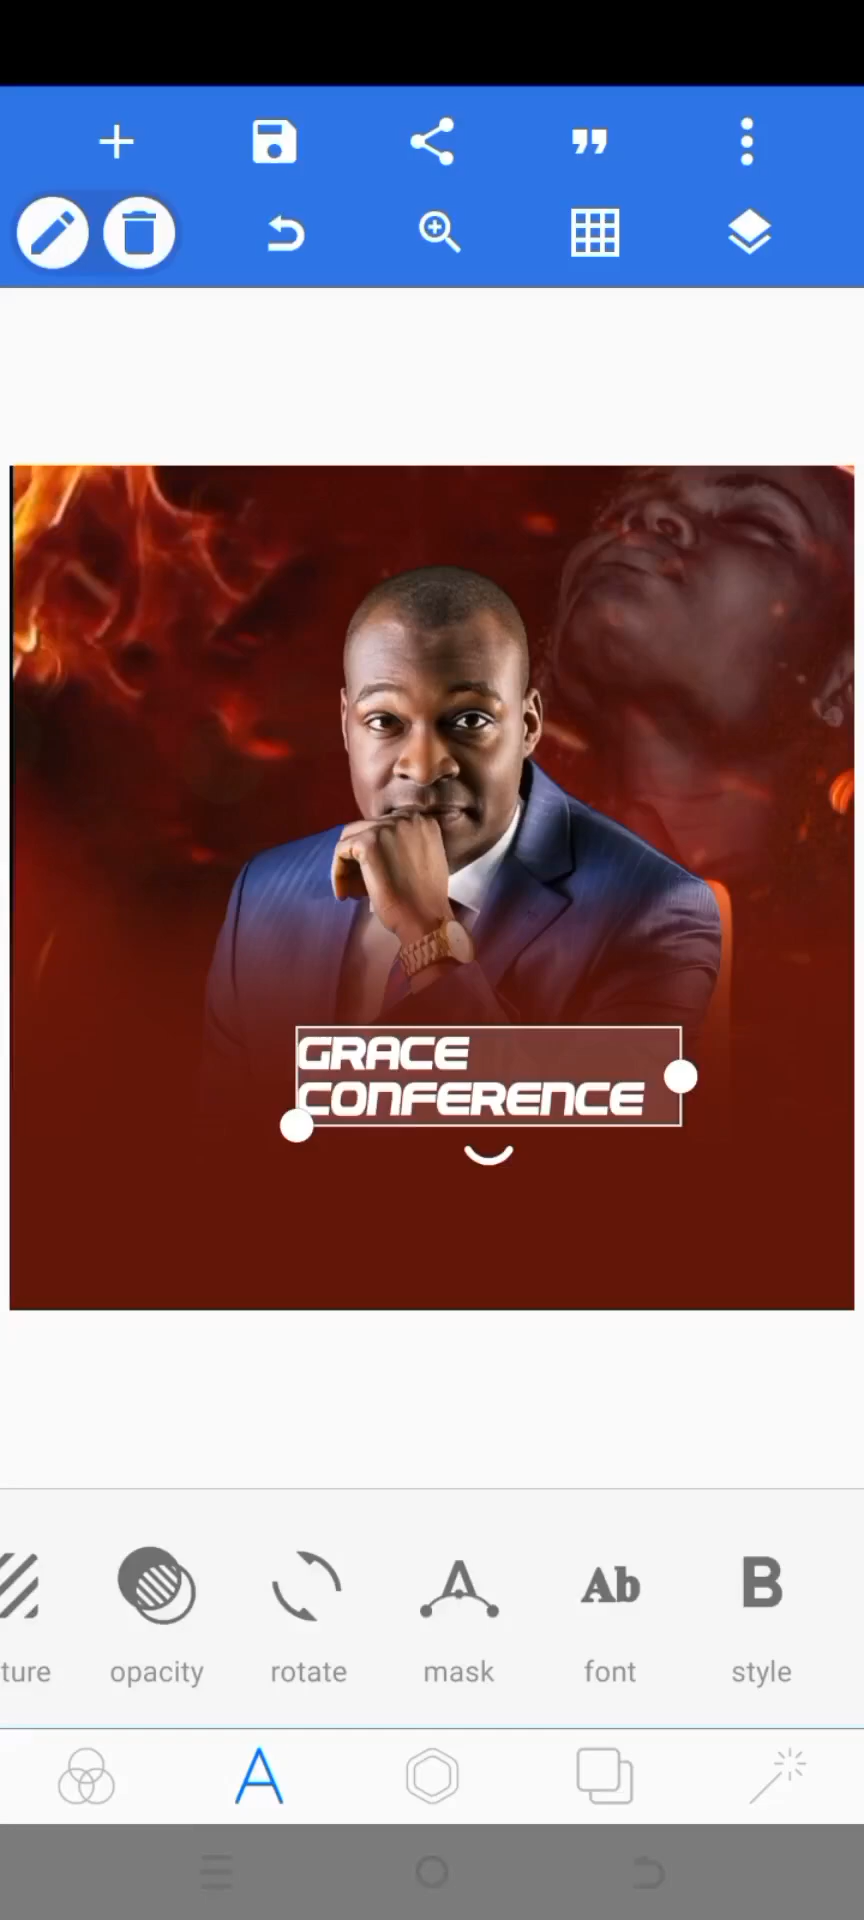 GRACE
CONFERENCE
ture
opacity
rotate
mask
Ab
font
B
style